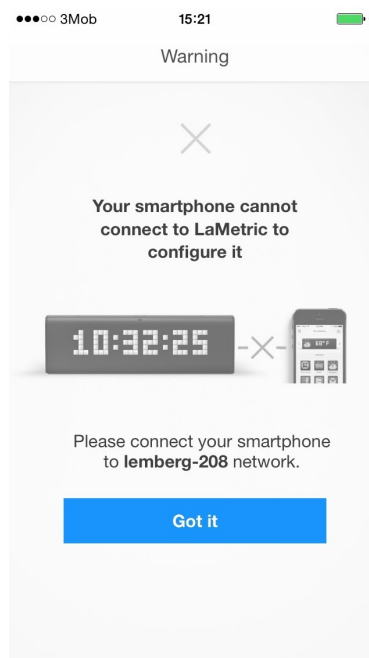 3Mob 15:21
Warning
Your smartphone cannot
connect to LaMetric to
configure it
10:32:25
68° F
Please connect your smartphone
to lemberg-208 network.
Got it